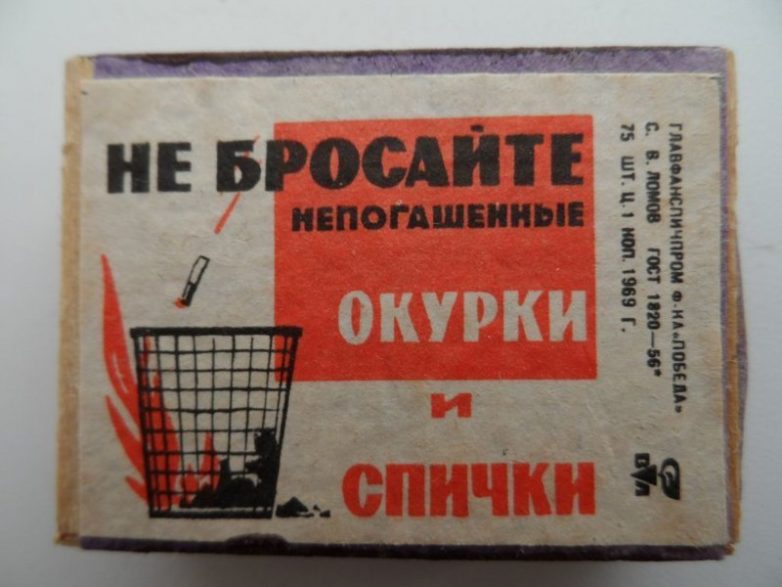 НЕ БРОСАЙТЕ
НЕПОГАШЕННЫЕ
ОКУРКИ
и
СПИЧКИ
ГЛАВФАНСПИЧПРОМ Ф-КА „ПОБЕДА"
С. В. ЛОМОВ ГОСТ 1820—56*
75 ШТ. Ц. 1 КОП. 1969 Г.